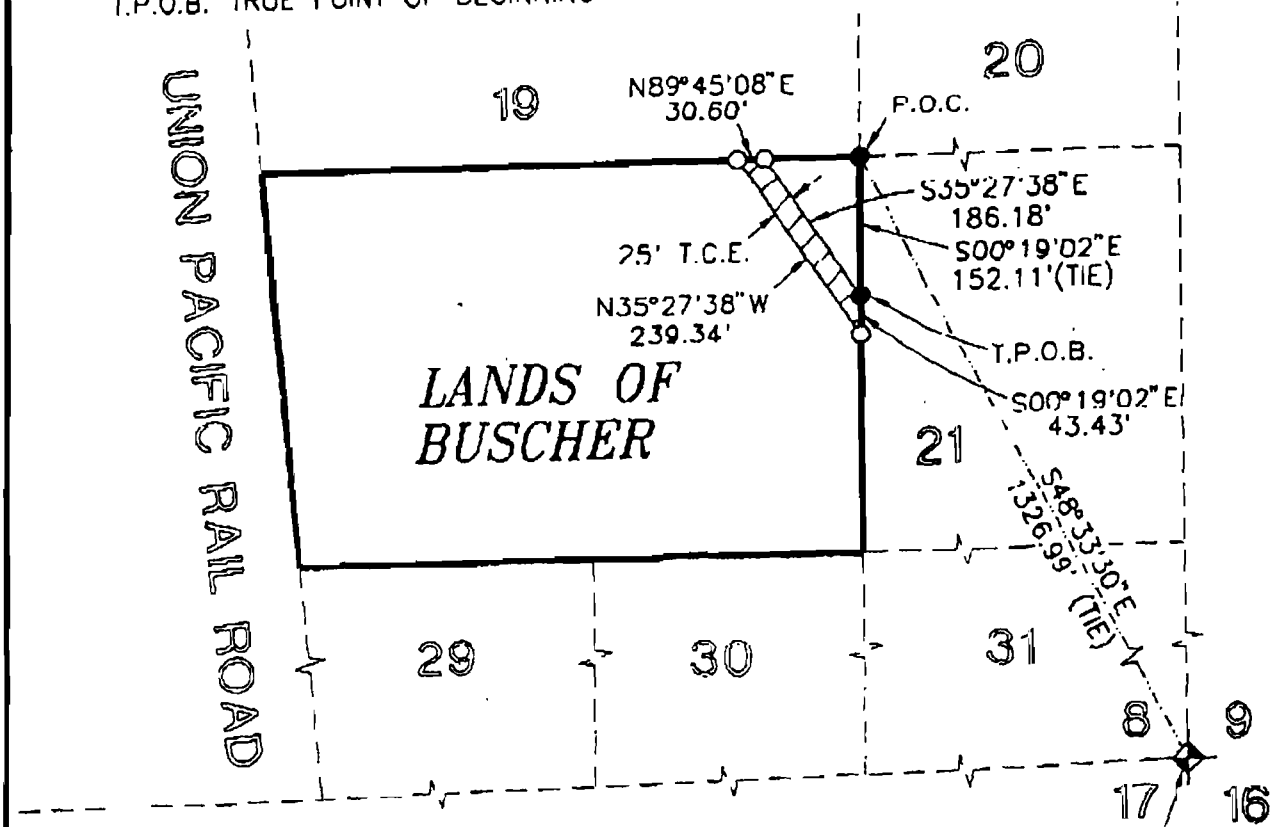 T.P.O.B. TRUE POINT OF BEGINNING
20
19
N89°45'08"E
30.60'
P.O.C.
UNION PACIFIC RAIL ROAD
S35°27'38"E
186.18'
S00°19'02"E
152.11'(TIE)
25' T.C.E.
N35°27'38"W
239.34'
T.P.O.B.
LANDS OF
BUSCHER
S00°19'02"E
43.43'
21
S48°33'30"E
1326.99' (TIE)
29
30
31
8
9
17
16